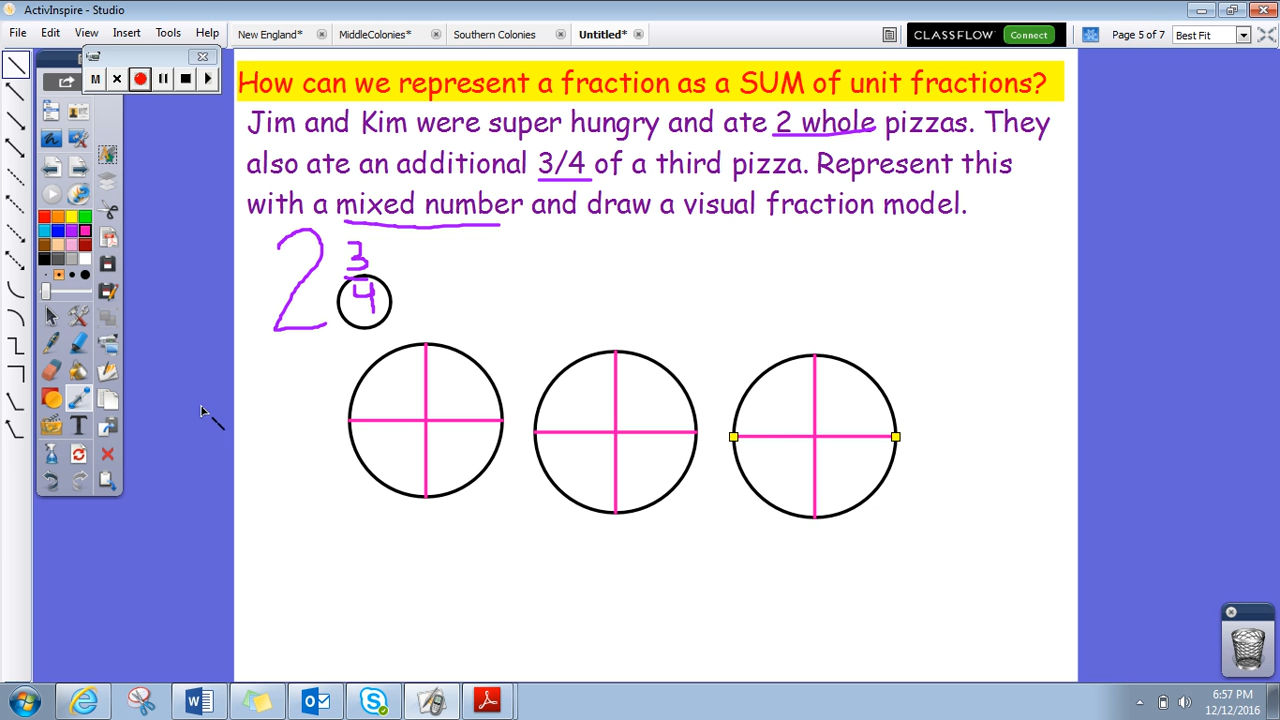 ActivInspire - Studio
File Edit View Insert Tools Help
New England* MiddleColonies* Southern Colonies Untitled* CLASSFLOW Connect Page 5 of 7 Best Fit
M
How can we represent a fraction as a SUM of unit fractions?
Jim and Kim were super hungry and ate 2 whole pizzas. They
also ate an additional 3/4 of a third pizza. Represent this
with a mixed number and draw a visual fraction model.
2 3/4
T
6:57 PM
12/12/2016